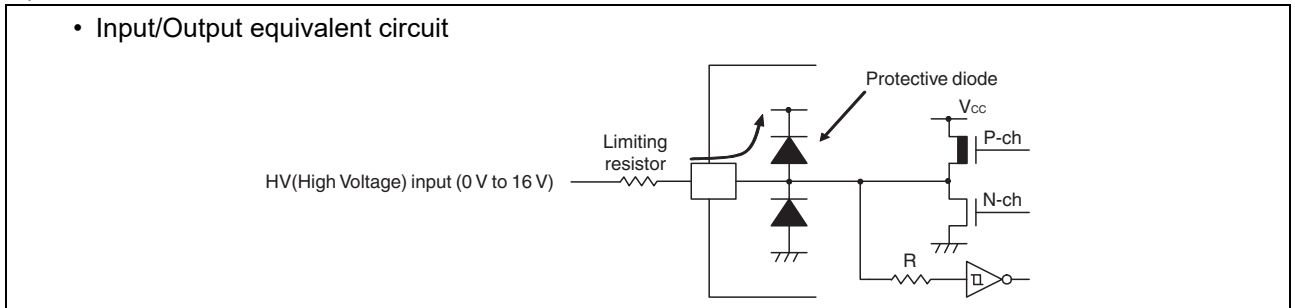 • Input/Output equivalent circuit
Protective diode
Vcc
Limiting
resistor
P-ch
HV(High Voltage) input (0 V to 16 V)
N-ch
R